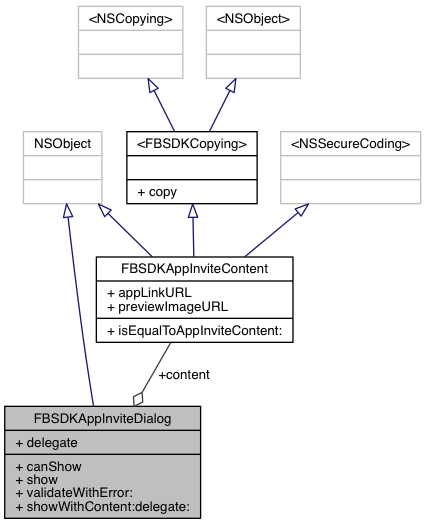 <NSCopying>
<NSObject>
NSObject
<FBSDKCopying>
+ copy
<NSSecureCoding>
FBSDKAppInviteContent
+ appLinkURL
+ previewImageURL
+ isEqualToAppInviteContent:
+content
FBSDKAppInviteDialog
+ delegate
+ canShow
+ show
+ validateWithError:
+ showWithContent:delegate: